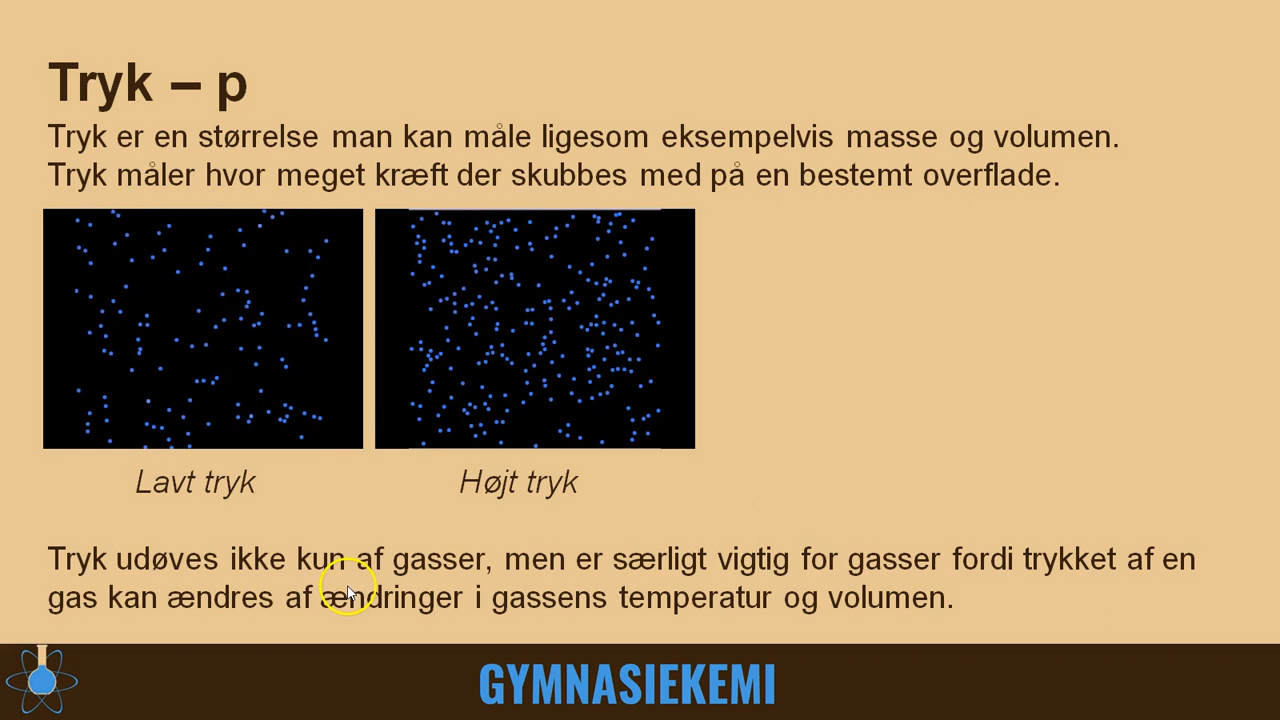 Tryk – p
Tryk er en størrelse man kan måle ligesom eksempelvis masse og volumen.
Tryk måler hvor meget kræft der skubbes med på en bestemt overflade.
Lavt tryk
Højt tryk
Tryk udøves ikke kun af gasser, men er særligt vigtig for gasser fordi trykket af en
gas kan ændres af ændringer i gassens temperatur og volumen.
GYMNASIEKEMI